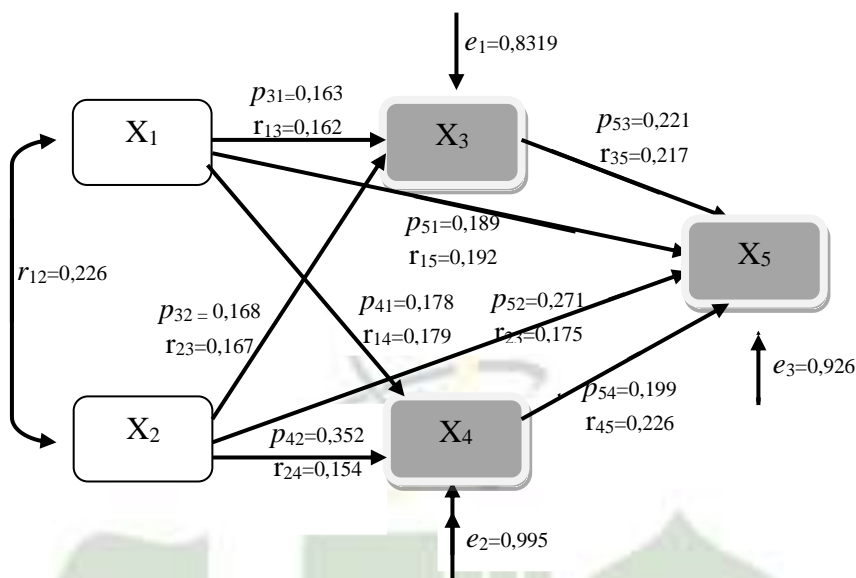 e₁=0,8319
X₁
p₃₁=0,163
r₁₃=0,162
X₃
p₅₃=0,221
r₃₅=0,217
p₅₁=0,189
r₁₅=0,192
X₅
r₁₂=0,226
p₃₂ = 0,168
r₂₃=0,167
p₄₁=0,178
r₁₄=0,179
p₅₂=0,271
r₂₃=0,175
e₃=0,926
p₅₄=0,199
r₄₅=0,226
X₂
p₄₂=0,352
r₂₄=0,154
X₄
e₂=0,995